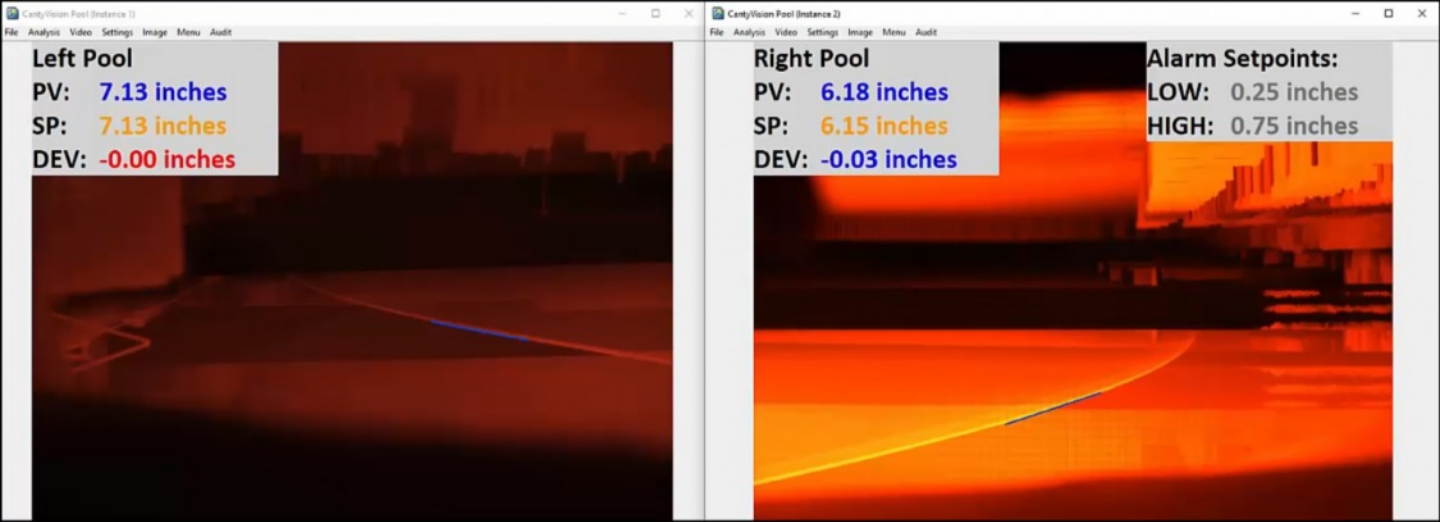 CantyVision Pool (Instance 1)
File Analysis Video Settings Image Menu Audit
Left Pool
PV: 7.13 inches
SP: 7.13 inches
DEV: -0.00 inches
CantyVision Pool (Instance 2)
File Analysis Video Settings Image Menu Audit
Right Pool
PV: 6.18 inches
SP: 6.15 inches
DEV: -0.03 inches
Alarm Setpoints:
LOW: 0.25 inches
HIGH: 0.75 inches